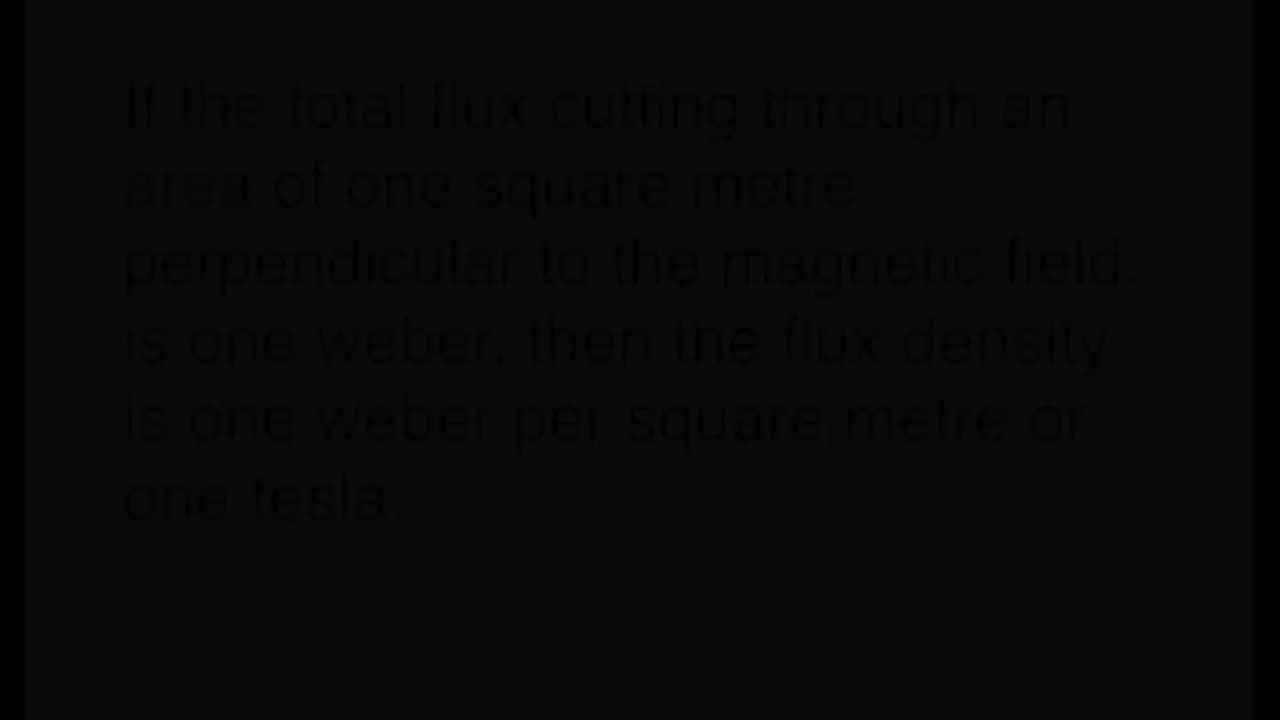 If the total flux cutting through an
area of one square metre,
perpendicular to the magnetic field,
is one weber, then the flux density
is one weber per square metre or
one tesla.